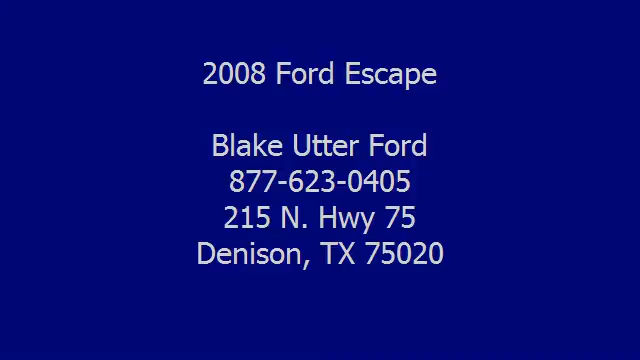 2008 Ford Escape
Blake Utter Ford
877-623-0405
215 N. Hwy 75
Denison, TX 75020